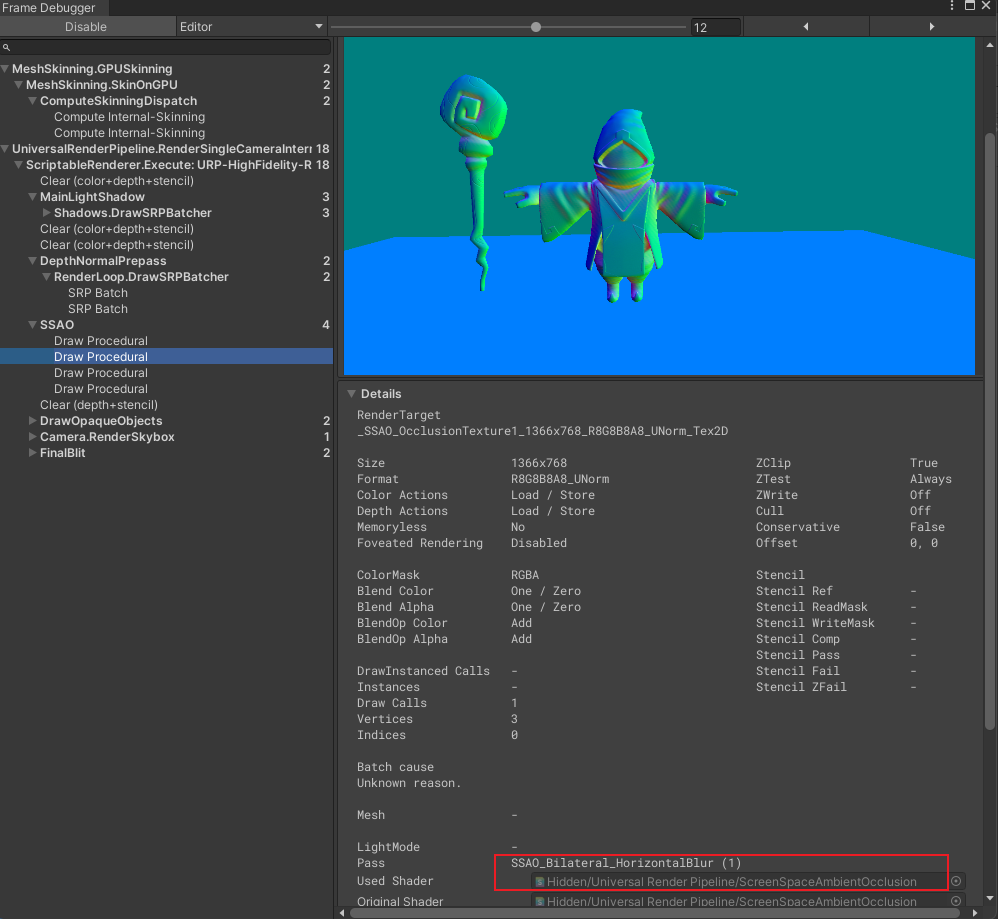 Frame Debugger
Disable
Editor
12
MeshSkinning.GPUSkinning 2
MeshSkinning.SkinOnGPU 2
ComputeSkinningDispatch 2
Compute Internal-Skinning
Compute Internal-Skinning
UniversalRenderPipeline.RenderSingleCameraIntern 18
ScriptableRenderer.Execute: URP-HighFidelity-R 18
Clear (color+depth+stencil)
MainLightShadow 3
Shadows.DrawSRPBatcher 3
Clear (color+depth+stencil)
Clear (color+depth+stencil)
DepthNormalPrepass 2
RenderLoop.DrawSRPBatcher 2
SRP Batch
SRP Batch
SSAO 4
Draw Procedural
Draw Procedural
Draw Procedural
Draw Procedural
Clear (depth+stencil)
DrawOpaqueObjects 2
Camera.RenderSkybox 1
FinalBlit 2
Details
RenderTarget
_SSAO_OcclusionTexture1_1366x768_R8G8B8A8_UNorm_Tex2D
Size 1366x768 ZClip True
Format R8G8B8A8_UNorm ZTest Always
Color Actions Load / Store ZWrite Off
Depth Actions Load / Store Cull Off
Memoryless No Conservative False
Foveated Rendering Disabled Offset 0, 0
ColorMask RGBA Stencil
Blend Color One / Zero Stencil Ref -
Blend Alpha One / Zero Stencil ReadMask -
BlendOp Color Add Stencil WriteMask -
BlendOp Alpha Add Stencil Comp -
Stencil Pass -
DrawInstanced Calls - Stencil Fail -
Instances - Stencil ZFail -
Draw Calls 1
Vertices 3
Indices 0
Batch cause
Unknown reason.
Mesh -
LightMode -
Pass SSAO_Bilateral_HorizontalBlur (1)
Used Shader Hidden/Universal Render Pipeline/ScreenSpaceAmbientOcclusion
Original Shader Hidden/Universal Render Pipeline/ScreenSpaceAmbientOcclusion